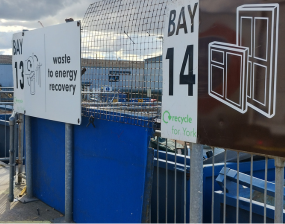 BAY
13
waste
to energy
recovery
BAY
14
recycle
for York